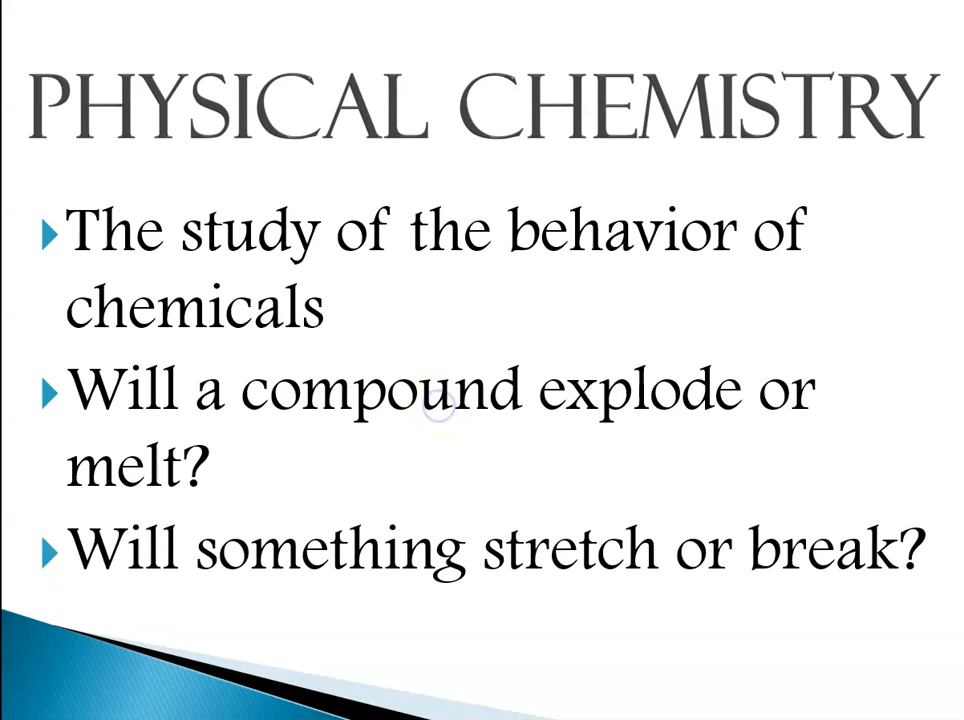 PHYSICAL CHEMISTRY
The study of the behavior of
chemicals
Will a compound explode or
melt?
Will something stretch or break?